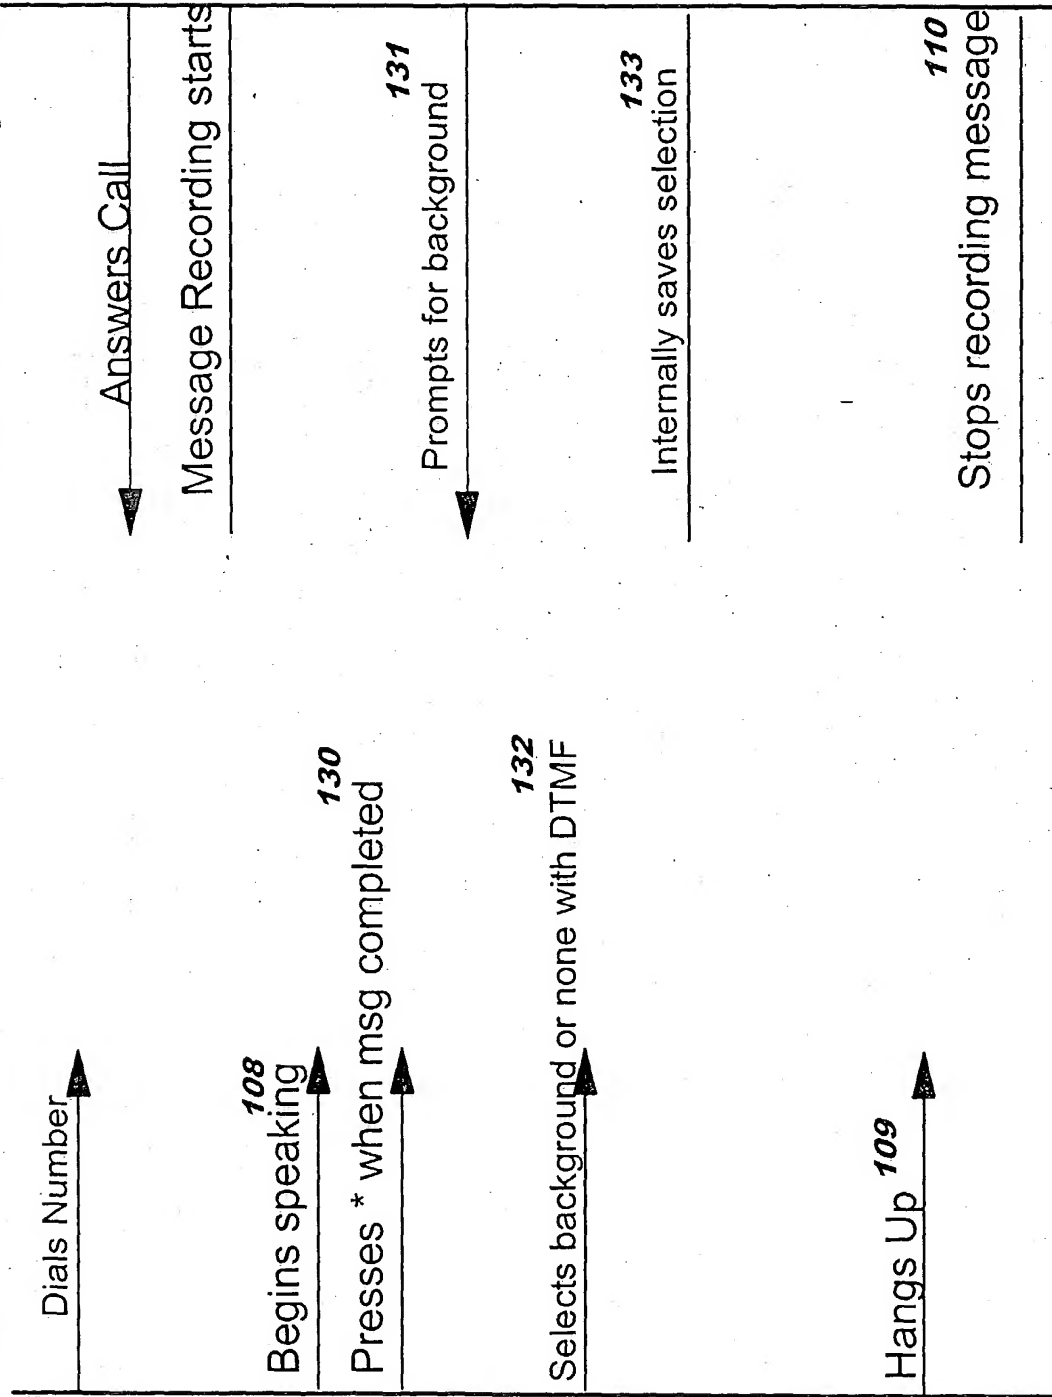 Dials Number
Answers Call
Message Recording starts
108
Begins speaking
130
Presses * when msg completed
131
Prompts for background
132
Selects background or none with DTMF
133
Internally saves selection
Hangs Up 109
110
Stops recording message